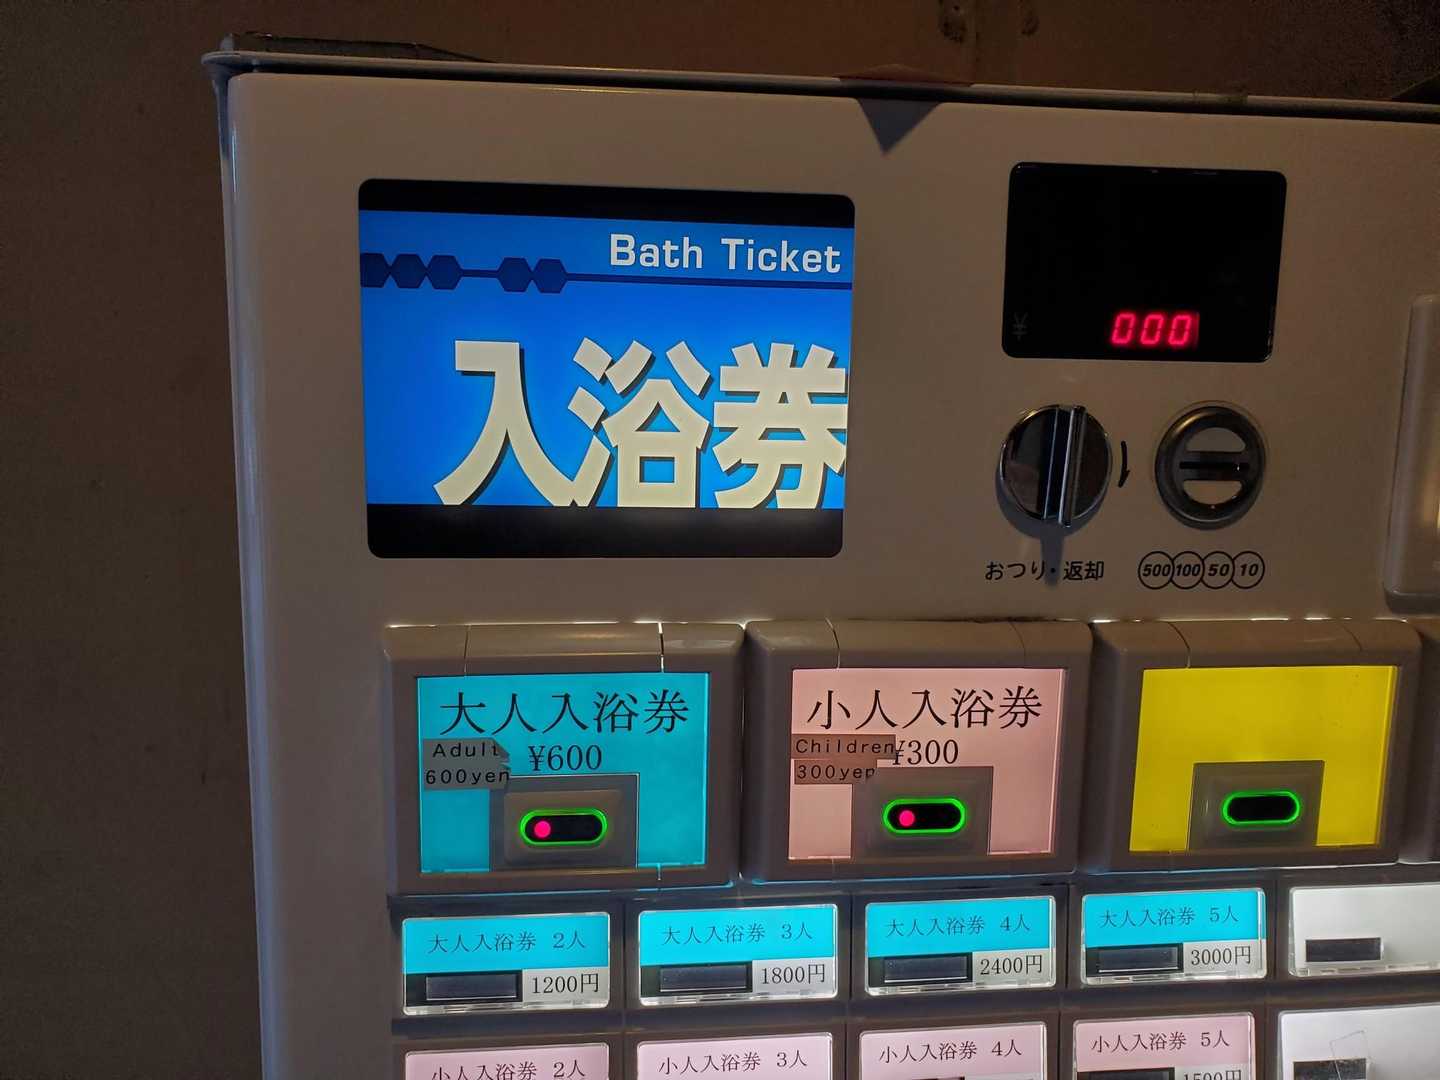 Bath Ticket
入浴券
¥
000
おつり・返却
500 100 50 10
大人入浴券
¥600
Adult
600yen
小人入浴券
¥300
Children
300yen
大人入浴券 2人
1200円
大人入浴券 3人
1800円
大人入浴券 4人
2400円
大人入浴券 5人
3000円
小人入浴券 2人
小人入浴券 3人
小人入浴券 4人
小人入浴券 5人
1500円